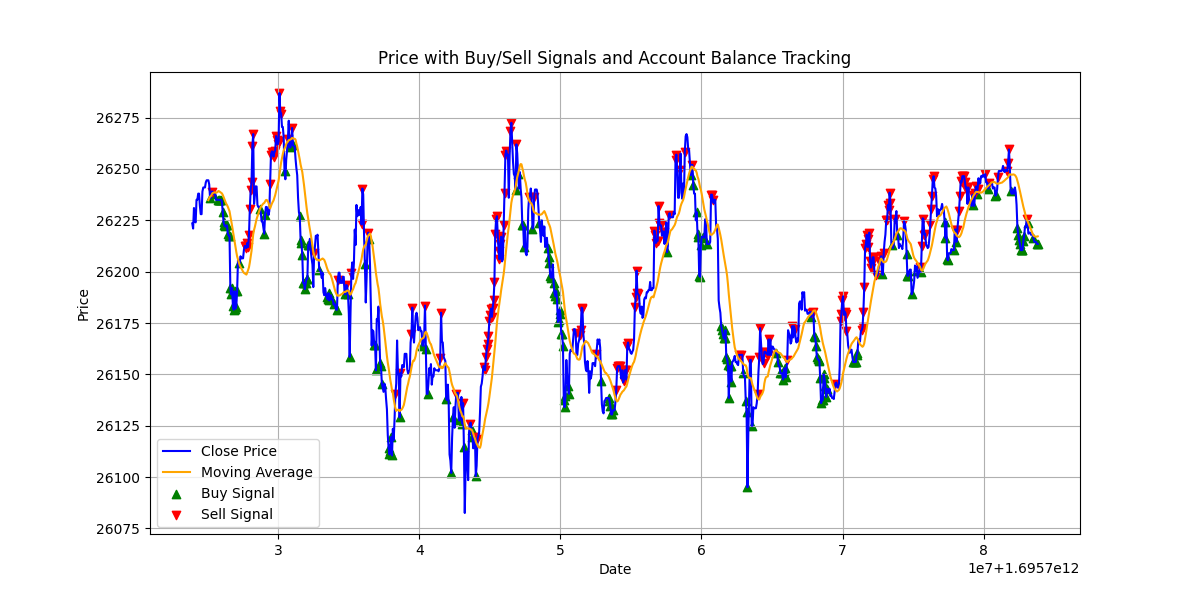 Price with Buy/Sell Signals and Account Balance Tracking
26275
26250
26225
26200
26175
26150
26125
26100
26075
Price
Close Price
Moving Average
Buy Signal
Sell Signal
3 4 5 6 7 8
Date
1e7+1.6957e12